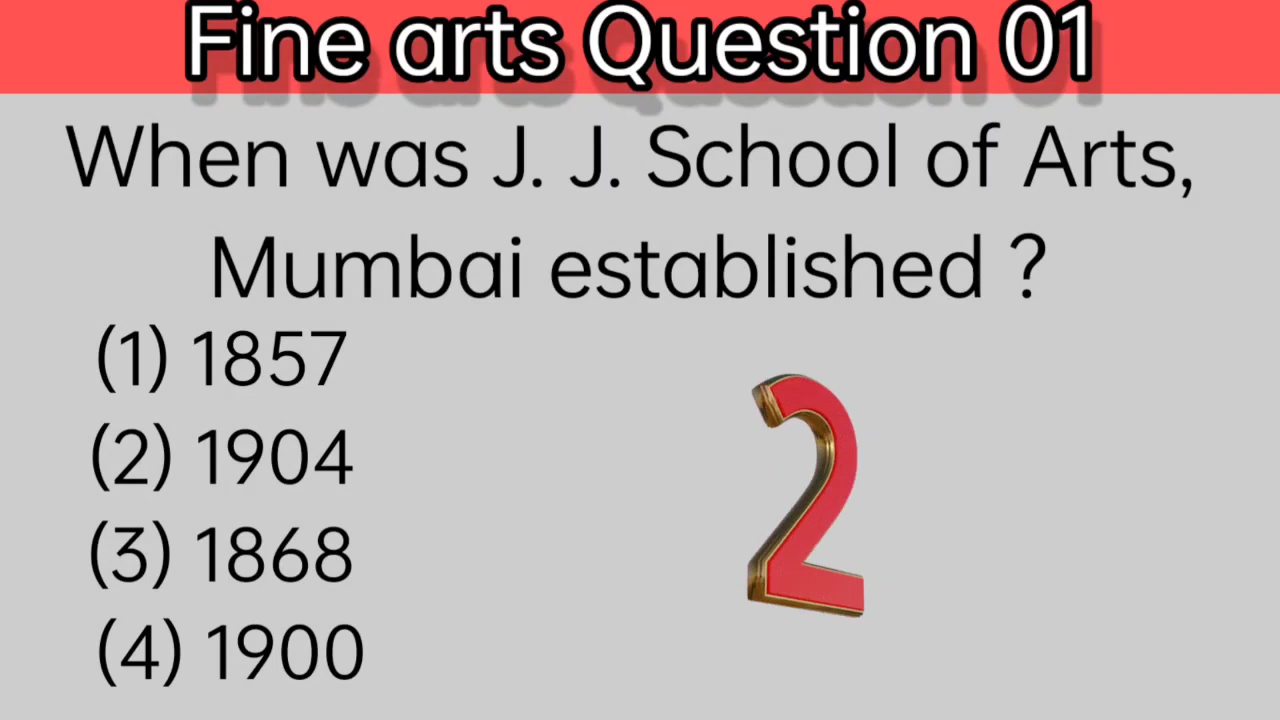 Fine arts Question 01
When was J. J. School of Arts,
Mumbai established ?
(1) 1857
(2) 1904
(3) 1868
(4) 1900
2